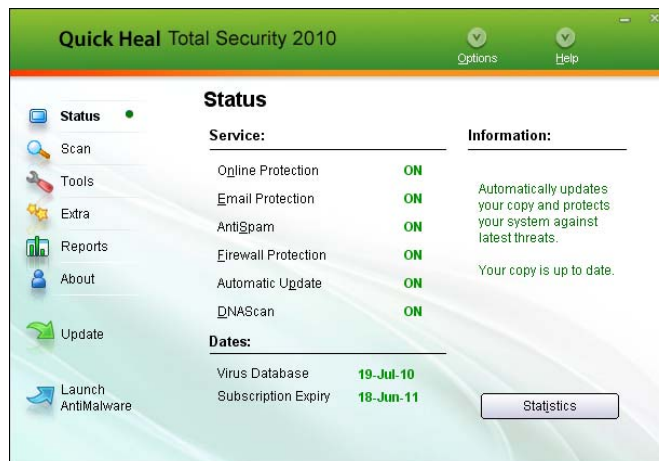 Quick Heal Total Security 2010
Options
Help
Status
Scan
Tools
Extra
Reports
About
Update
Launch
AntiMalware
Status
Service:
Online Protection ON
Email Protection ON
AntiSpam ON
Firewall Protection ON
Automatic Update ON
DNAScan ON
Dates:
Virus Database 19-Jul-10
Subscription Expiry 18-Jun-11
Information:
Automatically updates
your copy and protects
your system against
latest threats.
Your copy is up to date.
Statistics